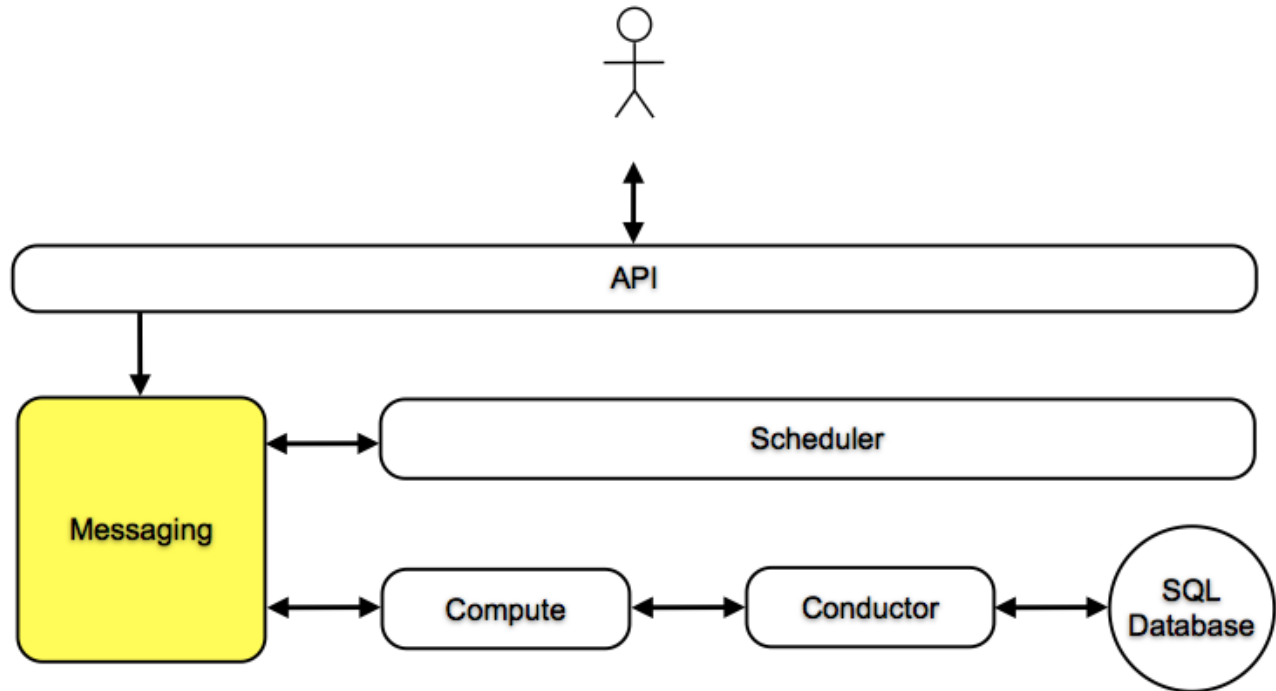 API
Scheduler
Messaging
Compute
Conductor
SQL
Database